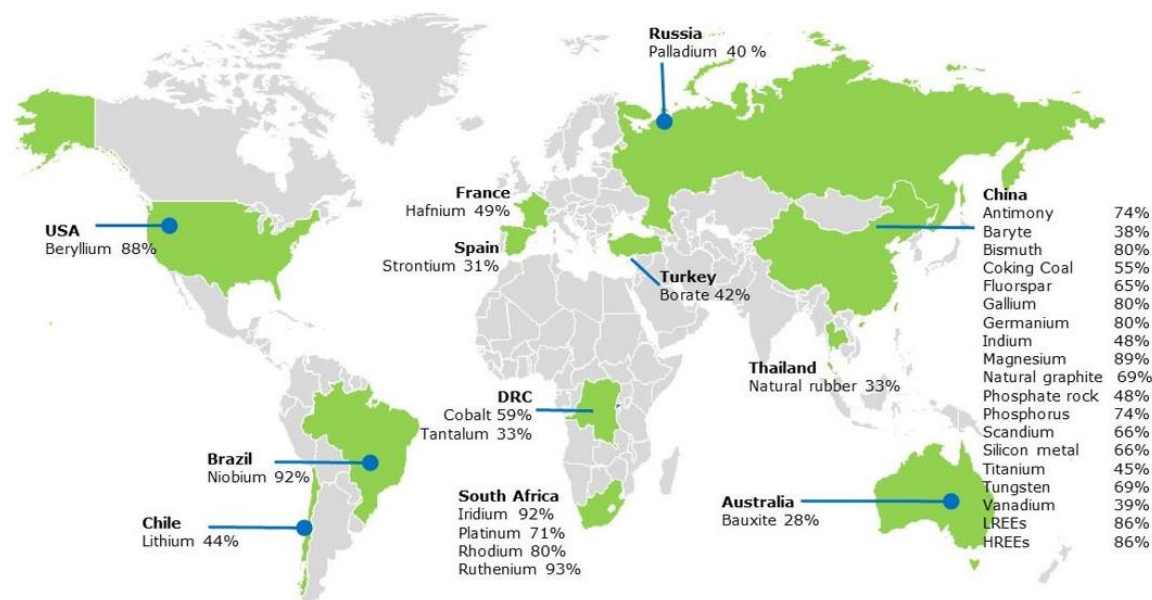 Russia
Palladium 40 %
France
Hafnium 49%
Spain
Strontium 31%
USA
Beryllium 88%
Turkey
Borate 42%
China
Antimony 74%
Baryte 38%
Bismuth 80%
Coking Coal 55%
Fluorspar 65%
Gallium 80%
Germanium 80%
Indium 48%
Magnesium 89%
Natural graphite 69%
Phosphate rock 48%
Phosphorus 74%
Scandium 66%
Silicon metal 66%
Titanium 45%
Tungsten 69%
Vanadium 39%
LREEs 86%
HREEs 86%
Thailand
Natural rubber 33%
DRC
Cobalt 59%
Tantalum 33%
Brazil
Niobium 92%
South Africa
Iridium 92%
Platinum 71%
Rhodium 80%
Ruthenium 93%
Australia
Bauxite 28%
Chile
Lithium 44%